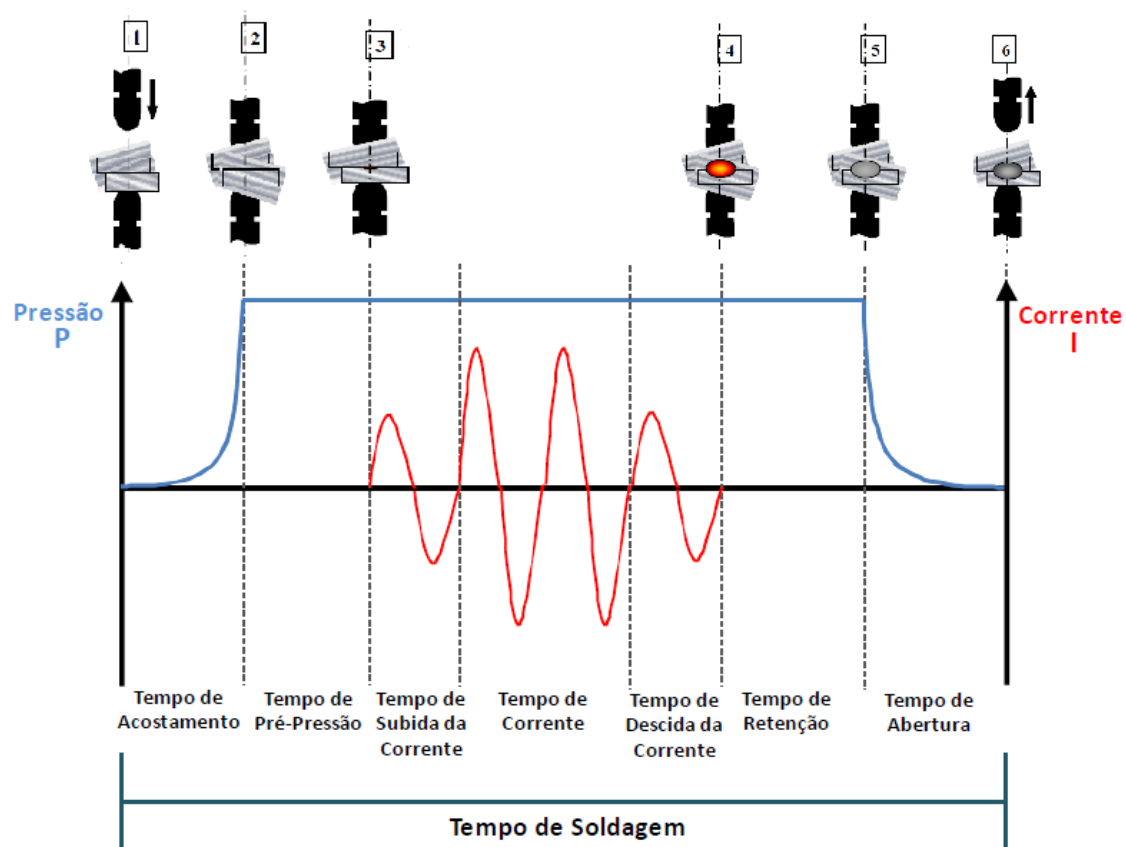 1
2
3
4
5
6
Pressão
P
Corrente
I
Tempo de
Acostamento
Tempo de
Pré-Pressão
Tempo de
Subida da
Corrente
Tempo de
Corrente
Tempo de
Descida da
Corrente
Tempo de
Retenção
Tempo de
Abertura
Tempo de Soldagem